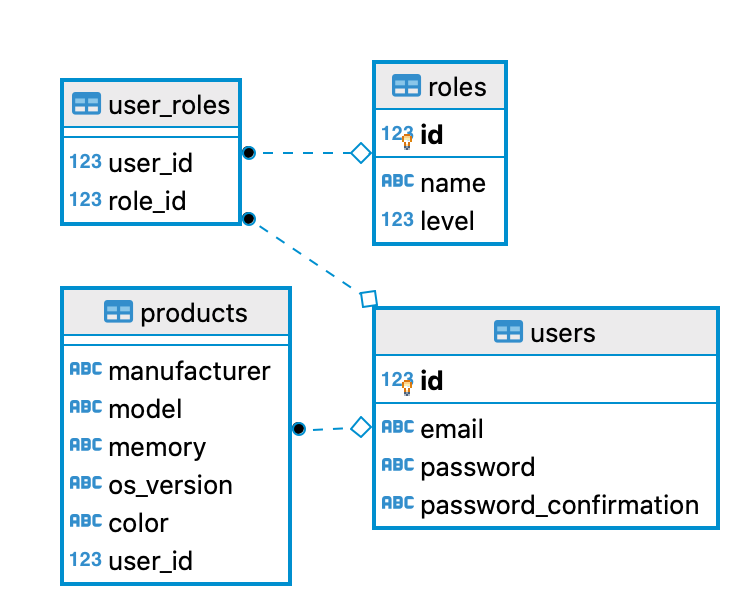 user_roles
123 user_id
123 role_id
roles
123 id
ABC name
123 level
products
ABC manufacturer
ABC model
ABC memory
ABC os_version
ABC color
123 user_id
users
123 id
ABC email
ABC password
ABC password_confirmation